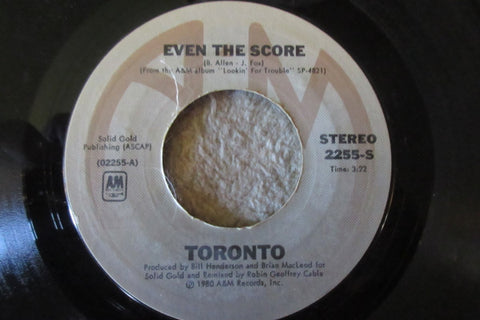 EVEN THE SCORE
(B. Allen - J. Fox)
(From the A&M album "Lookin' For Trouble" SP-4821)
Solid Gold
Publishing (ASCAP)
(02255-A)
STEREO
2255-S
Time: 3:22
A&M
RECORDS
TORONTO
Produced by Bill Henderson and Brian MacLeod for
Solid Gold and Remixed by Robin Geoffrey Cable
℗ 1980 A&M Records, Inc.